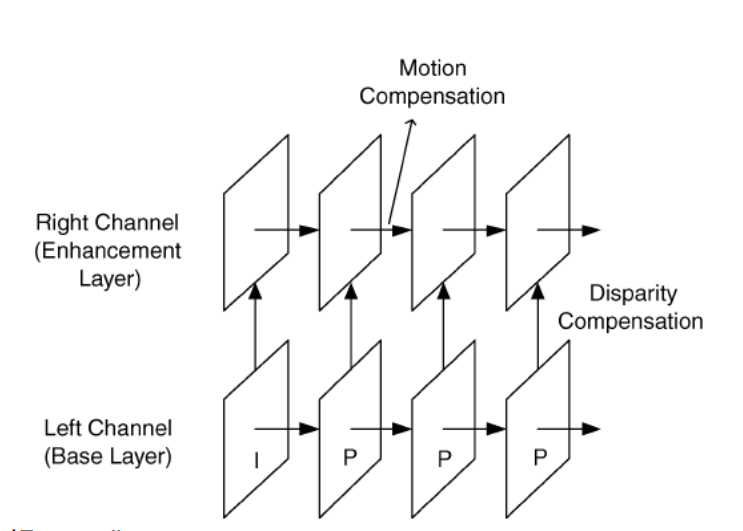 Motion
Compensation
Right Channel
(Enhancement
Layer)
Disparity
Compensation
Left Channel
(Base Layer)
I
P
P
P